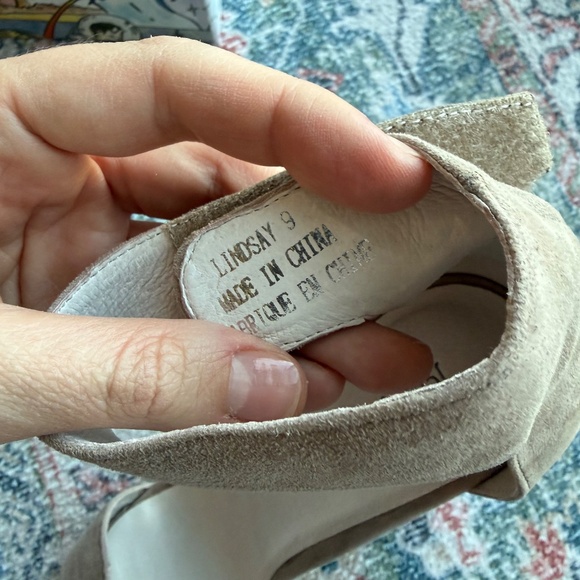 LINDSAY 9
MADE IN CHINA
FABRIQUE EN CHINE